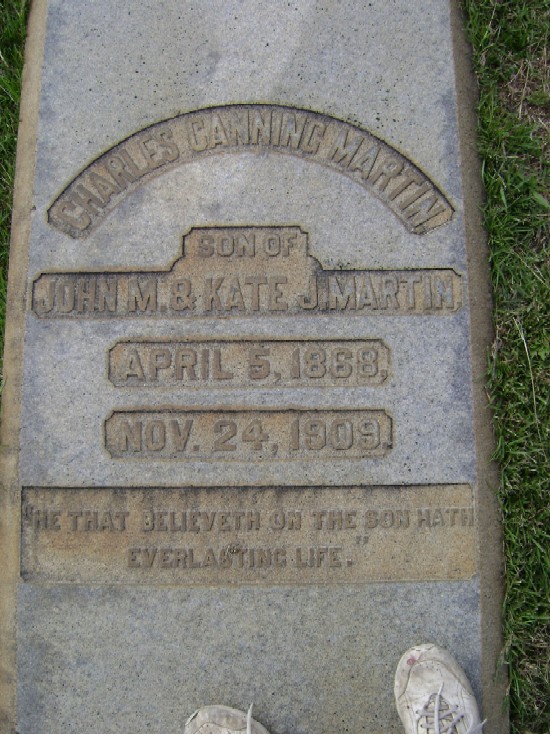 CHARLES CANNING MARTIN
SON OF
JOHN M. & KATE J. MARTIN
APRIL 5, 1868,
NOV. 24, 1909.
"HE THAT BELIEVETH ON THE SON HATH
EVERLASTING LIFE."